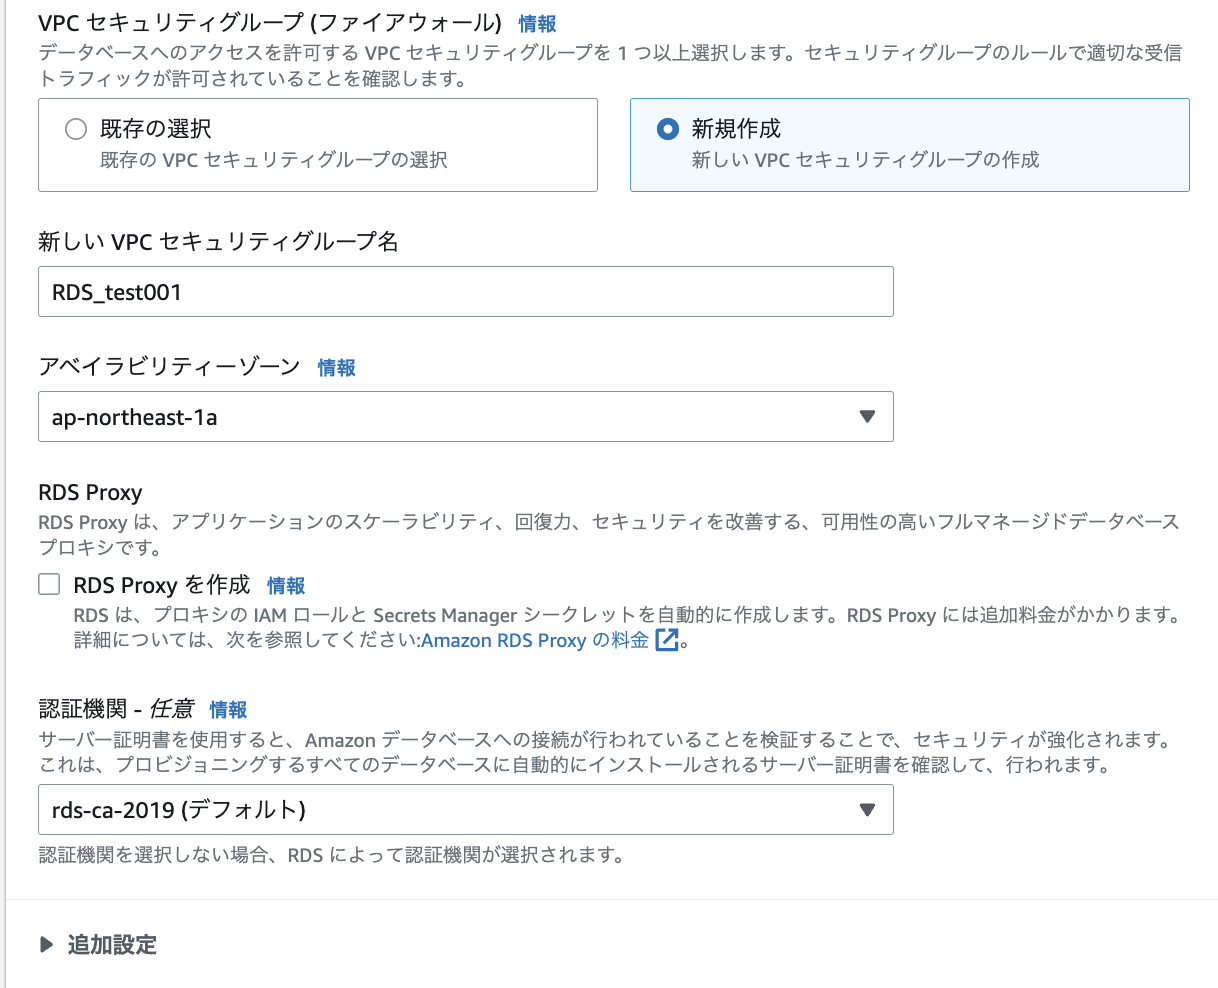 VPC セキュリティグループ (ファイアウォール) 情報
データベースへのアクセスを許可する VPC セキュリティグループを 1 つ以上選択します。セキュリティグループのルールで適切な受信
トラフィックが許可されていることを確認します。
既存の選択
既存の VPC セキュリティグループの選択
新規作成
新しい VPC セキュリティグループの作成
新しい VPC セキュリティグループ名
RDS_test001
アベイラビリティーゾーン 情報
ap-northeast-1a
RDS Proxy
RDS Proxy は、アプリケーションのスケーラビリティ、回復力、セキュリティを改善する、可用性の高いフルマネージドデータベース
プロキシです。
RDS Proxy を作成 情報
RDS は、プロキシの IAM ロールと Secrets Manager シークレットを自動的に作成します。RDS Proxy には追加料金がかかります。
詳細については、次を参照してください:Amazon RDS Proxy の料金。
認証機関 - 任意 情報
サーバー証明書を使用すると、Amazon データベースへの接続が行われていることを検証することで、セキュリティが強化されます。
これは、プロビジョニングするすべてのデータベースに自動的にインストールされるサーバー証明書を確認して、行われます。
rds-ca-2019 (デフォルト)
認証機関を選択しない場合、RDS によって認証機関が選択されます。
追加設定